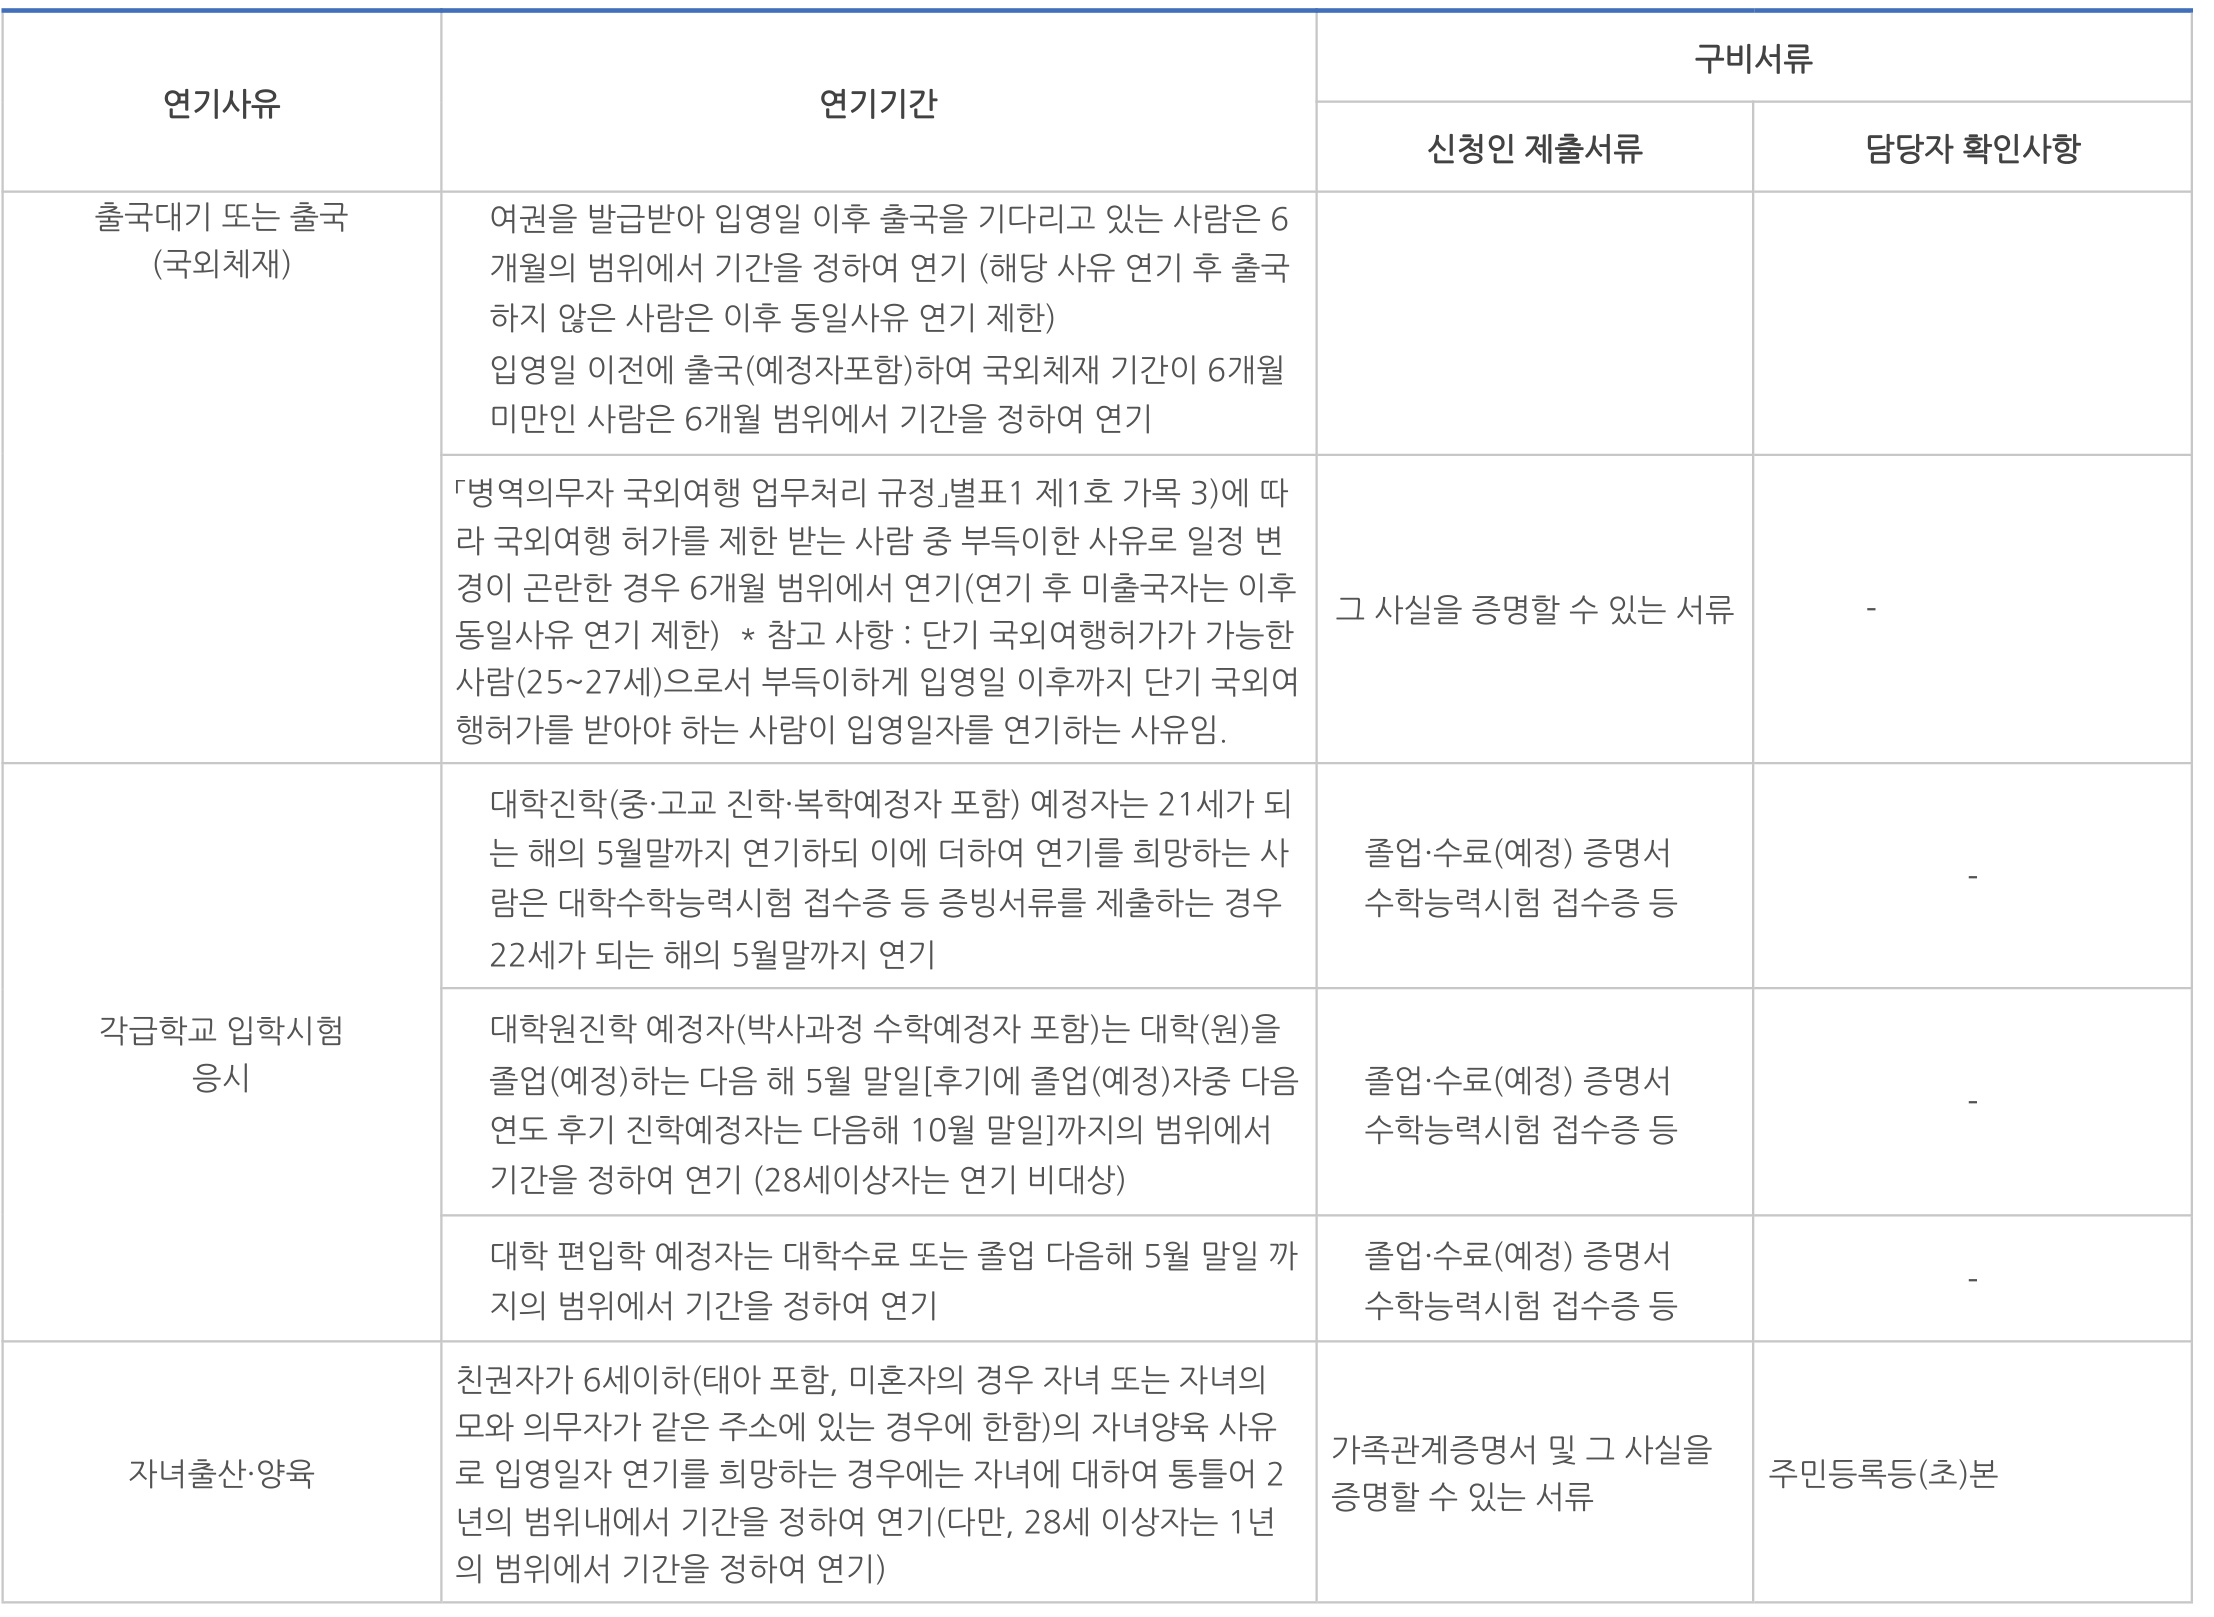 연기사유
연기기간
구비서류
신청인 제출서류
담당자 확인사항
출국대기 또는 출국
(국외체재)
여권을 발급받아 입영일 이후 출국을 기다리고 있는 사람은 6
개월의 범위에서 기간을 정하여 연기 (해당 사유 연기 후 출국
하지 않은 사람은 이후 동일사유 연기 제한)
입영일 이전에 출국(예정자포함)하여 국외체재 기간이 6개월
미만인 사람은 6개월 범위에서 기간을 정하여 연기
「병역의무자 국외여행 업무처리 규정」별표1 제1호 가목 3)에 따
라 국외여행 허가를 제한 받는 사람 중 부득이한 사유로 일정 변
경이 곤란한 경우 6개월 범위에서 연기(연기 후 미출국자는 이후
동일사유 연기 제한) * 참고 사항 : 단기 국외여행허가가 가능한
사람(25~27세)으로서 부득이하게 입영일 이후까지 단기 국외여
행허가를 받아야 하는 사람이 입영일자를 연기하는 사유임.
그 사실을 증명할 수 있는 서류
-
각급학교 입학시험
응시
대학진학(중·고교 진학·복학예정자 포함) 예정자는 21세가 되
는 해의 5월말까지 연기하되 이에 더하여 연기를 희망하는 사
람은 대학수학능력시험 접수증 등 증빙서류를 제출하는 경우
22세가 되는 해의 5월말까지 연기
졸업·수료(예정) 증명서
수학능력시험 접수증 등
-
대학원진학 예정자(박사과정 수학예정자 포함)는 대학(원)을
졸업(예정)하는 다음 해 5월 말일[후기에 졸업(예정)자중 다음
연도 후기 진학예정자는 다음해 10월 말일]까지의 범위에서
기간을 정하여 연기 (28세이상자는 연기 비대상)
졸업·수료(예정) 증명서
수학능력시험 접수증 등
-
대학 편입학 예정자는 대학수료 또는 졸업 다음해 5월 말일 까
지의 범위에서 기간을 정하여 연기
졸업·수료(예정) 증명서
수학능력시험 접수증 등
-
자녀출산·양육
친권자가 6세이하(태아 포함, 미혼자의 경우 자녀 또는 자녀의
모와 의무자가 같은 주소에 있는 경우에 한함)의 자녀양육 사유
로 입영일자 연기를 희망하는 경우에는 자녀에 대하여 통틀어 2
년의 범위내에서 기간을 정하여 연기(다만, 28세 이상자는 1년
의 범위에서 기간을 정하여 연기)
가족관계증명서 및 그 사실을
증명할 수 있는 서류
주민등록등(초)본